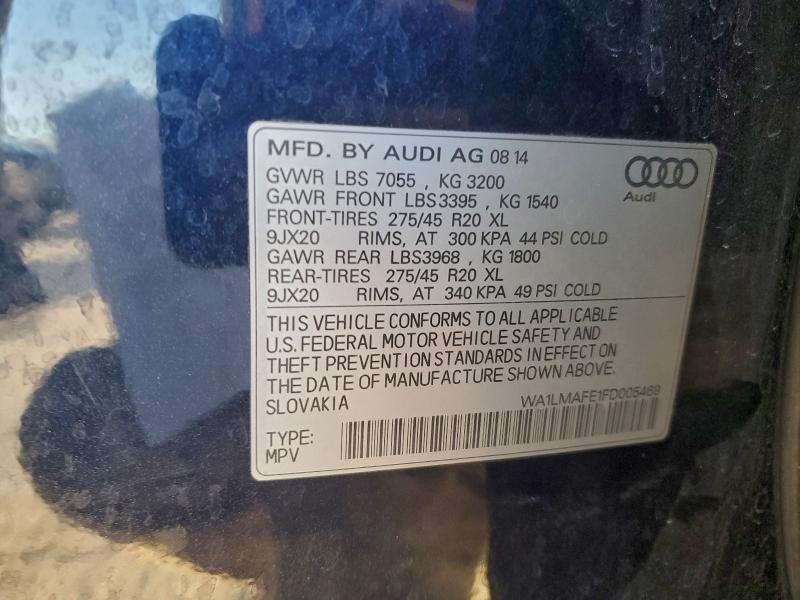 MFD. BY AUDI AG 08 14
GVWR LBS 7055 , KG 3200
GAWR FRONT LBS3395 , KG 1540
FRONT-TIRES 275/45 R20 XL
9JX20 RIMS, AT 300 KPA 44 PSI COLD
GAWR REAR LBS3968 , KG 1800
REAR-TIRES 275/45 R20 XL
9JX20 RIMS, AT 340 KPA 49 PSI COLD
Audi
THIS VEHICLE CONFORMS TO ALL APPLICABLE
U.S. FEDERAL MOTOR VEHICLE SAFETY AND
THEFT PREVENTION STANDARDS IN EFFECT ON
THE DATE OF MANUFACTURE SHOWN ABOVE.
SLOVAKIA
WA1LMAFE1FD005469
TYPE:
MPV